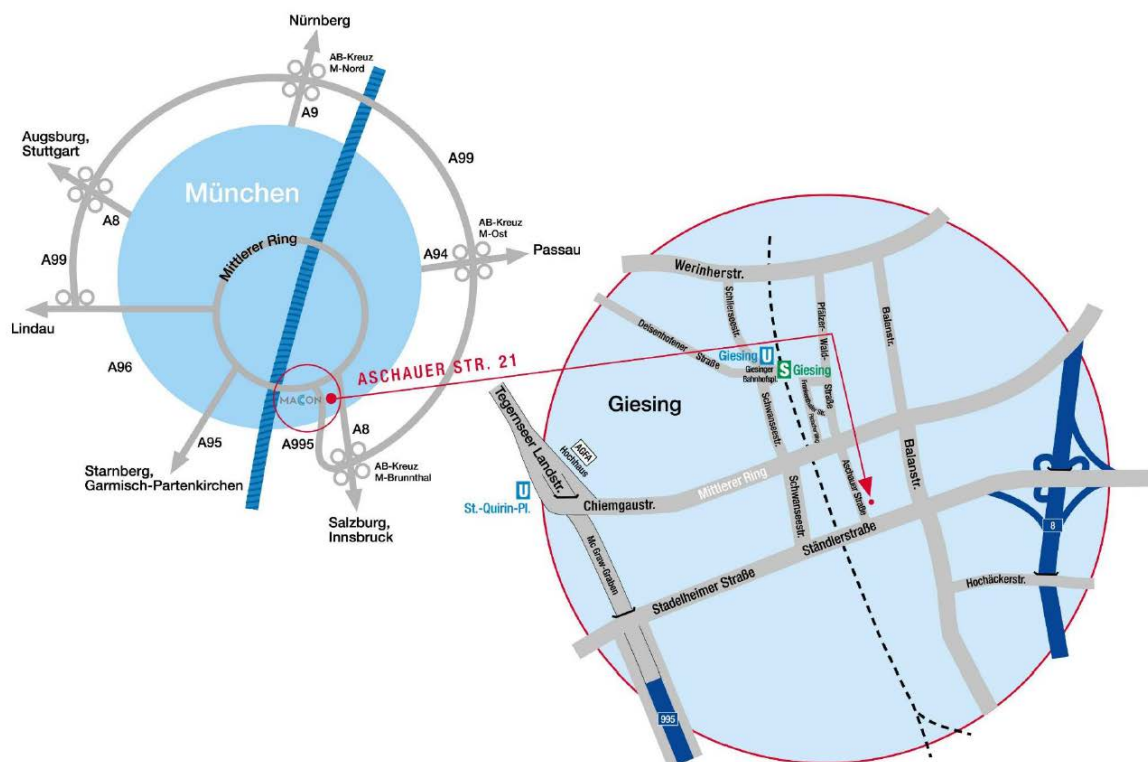 Nürnberg
AB-Kreuz
M-Nord
A9
Augsburg,
Stuttgart
A8
München
A99
A99
Mittlerer Ring
AB-Kreuz
M-Ost
A94
Passau
Lindau
A96
MACON
ASCHAUER STR. 21
A95
A995
A8
AB-Kreuz
M-Brunnthal
Starnberg,
Garmisch-Partenkirchen
Salzburg,
Innsbruck
Werinherstr.
Schlierseestr.
Deisenhofener
Straße
Pfälzer-
Wald-
Straße
Balanstr.
Giesing U
Giesinger
Bahnhofspl.
S Giesing
Giesing
Tegernseer Landstr.
AGFA
Hochhaus
U
St.-Quirin-Pl.
Chiemgaustr.
Mittlerer Ring
Schwanseestr.
Schwanseestr.
Aschauer Straße
Balanstr.
Mc Graw-Graben
Stadelheimer Straße
Ständlerstraße
Hochäckerstr.
8
995